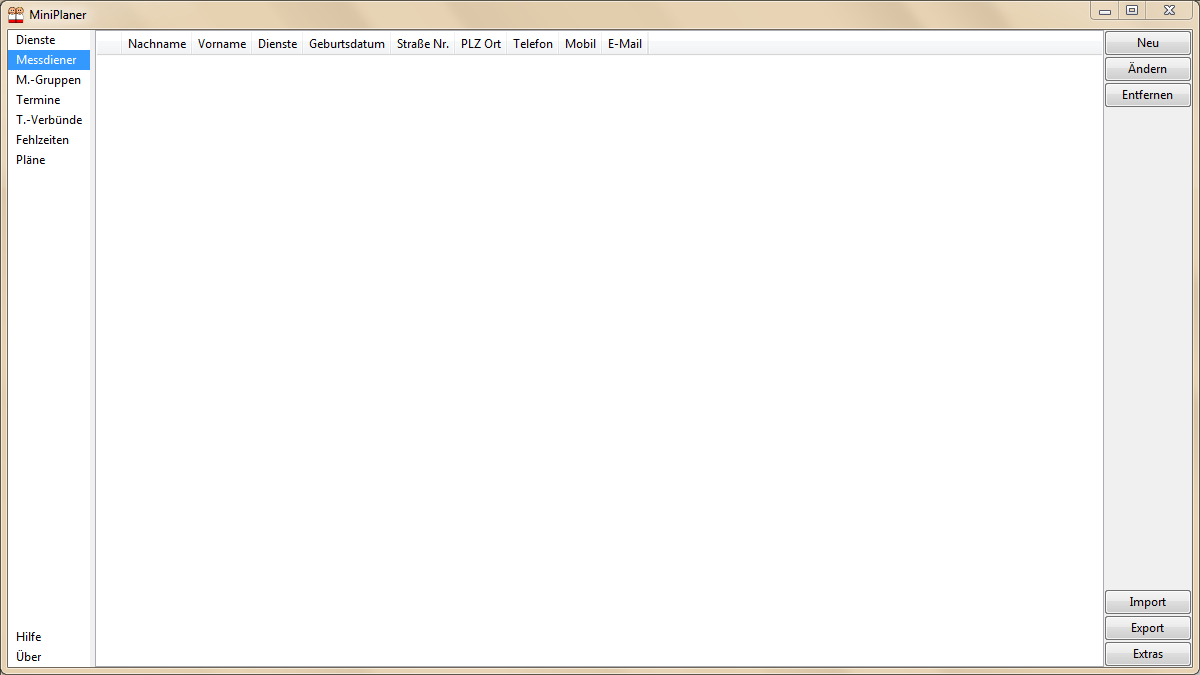 MiniPlaner
Dienste
Messdiener
M.-Gruppen
Termine
T.-Verbünde
Fehlzeiten
Pläne
Hilfe
Über
Nachname Vorname Dienste Geburtsdatum Straße Nr. PLZ Ort Telefon Mobil E-Mail
Neu
Ändern
Entfernen
Import
Export
Extras